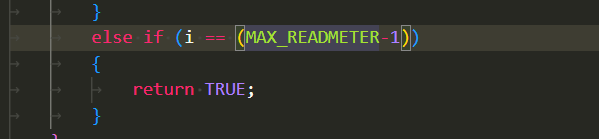 }
else if (i == (MAX_READMETER-1))
{
return TRUE;
}
}